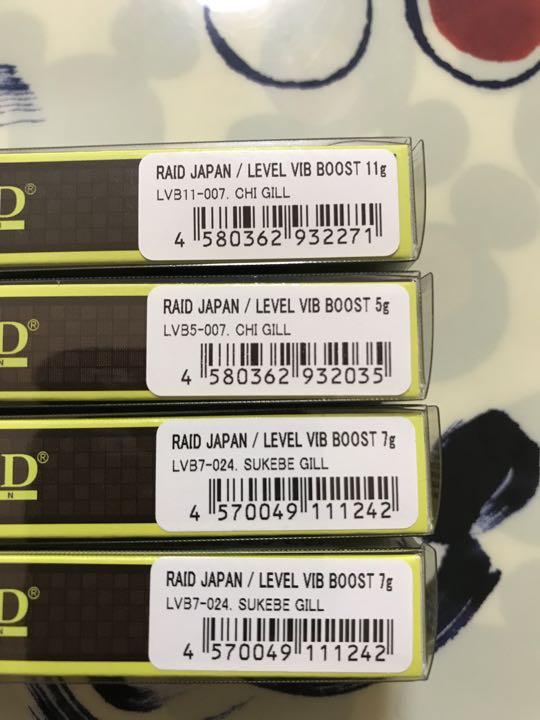 D®
N
RAID JAPAN / LEVEL VIB BOOST 11g
LVB11-007. CHI GILL
4 580362 932271
D®
N
RAID JAPAN / LEVEL VIB BOOST 5g
LVB5-007. CHI GILL
4 580362 932035
D®
N
RAID JAPAN / LEVEL VIB BOOST 7g
LVB7-024. SUKEBE GILL
4 570049 111242
D®
N
RAID JAPAN / LEVEL VIB BOOST 7g
LVB7-024. SUKEBE GILL
4 570049 111242